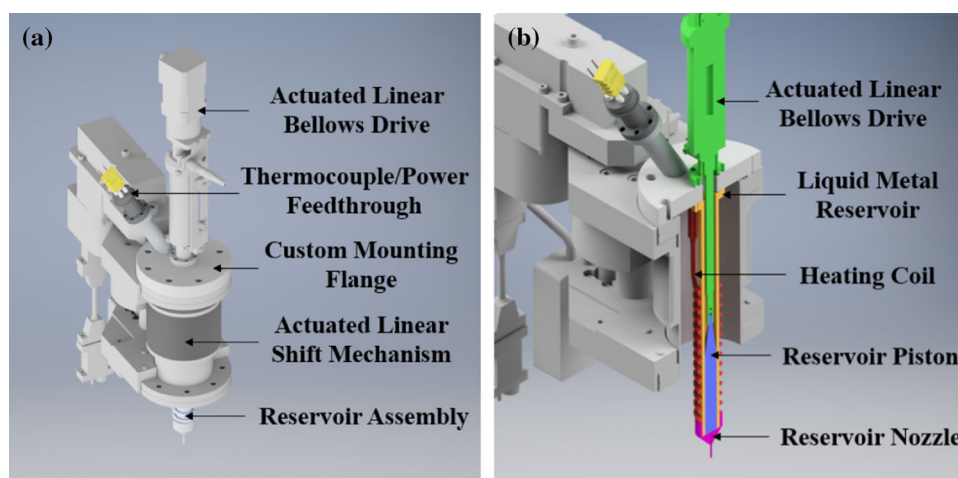 (a)
Actuated Linear
Bellows Drive
Thermocouple/Power
Feedthrough
Custom Mounting
Flange
Actuated Linear
Shift Mechanism
Reservoir Assembly
(b)
Actuated Linear
Bellows Drive
Liquid Metal
Reservoir
Heating Coil
Reservoir Piston
Reservoir Nozzle